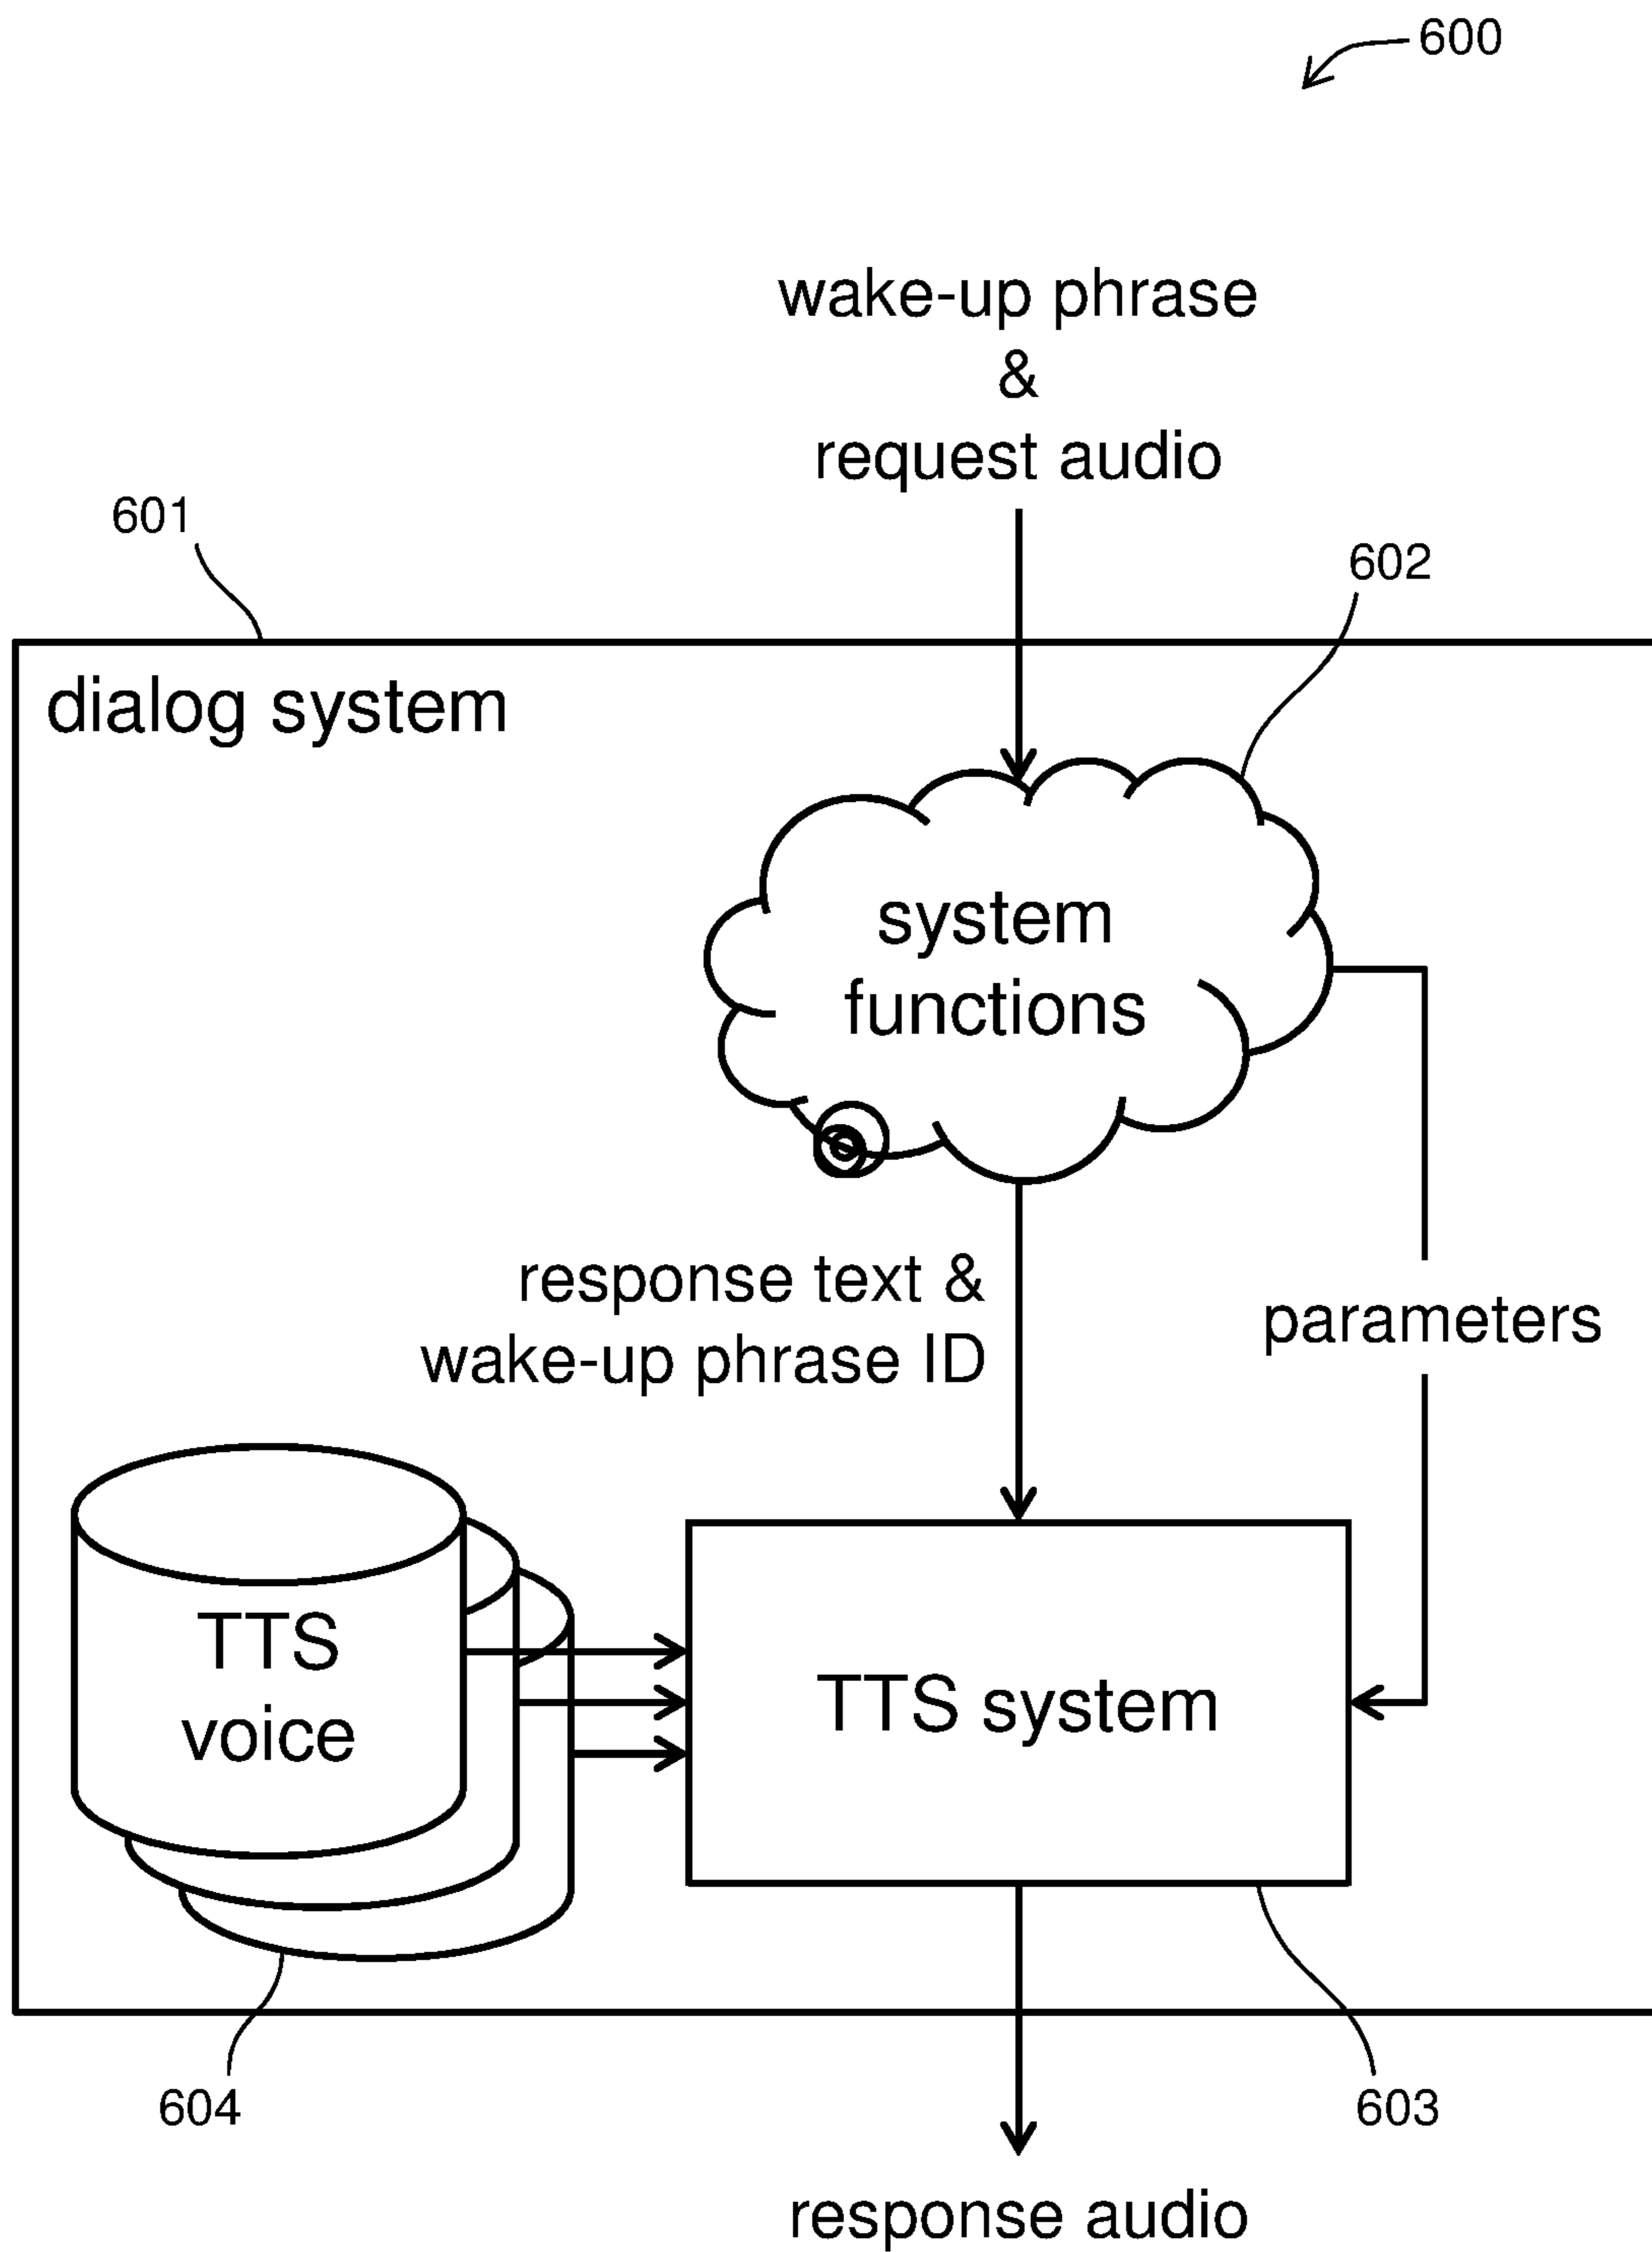 600
wake-up phrase
&
request audio
601
602
dialog system
system
functions
response text &
wake-up phrase ID
parameters
TTS
voice
TTS system
604
603
response audio